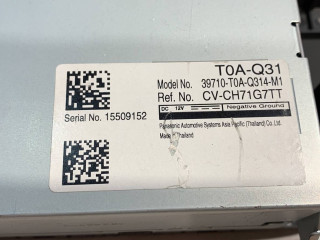 T0A-Q31
Model No. 39710-T0A-Q314-M1
Ref. No. CV-CH71G7TT
DC 12V Negative Ground
Serial No. 15509152
Panasonic Automotive Systems Asia Pacific (Thailand) Co. Ltd.
Made in Thailand